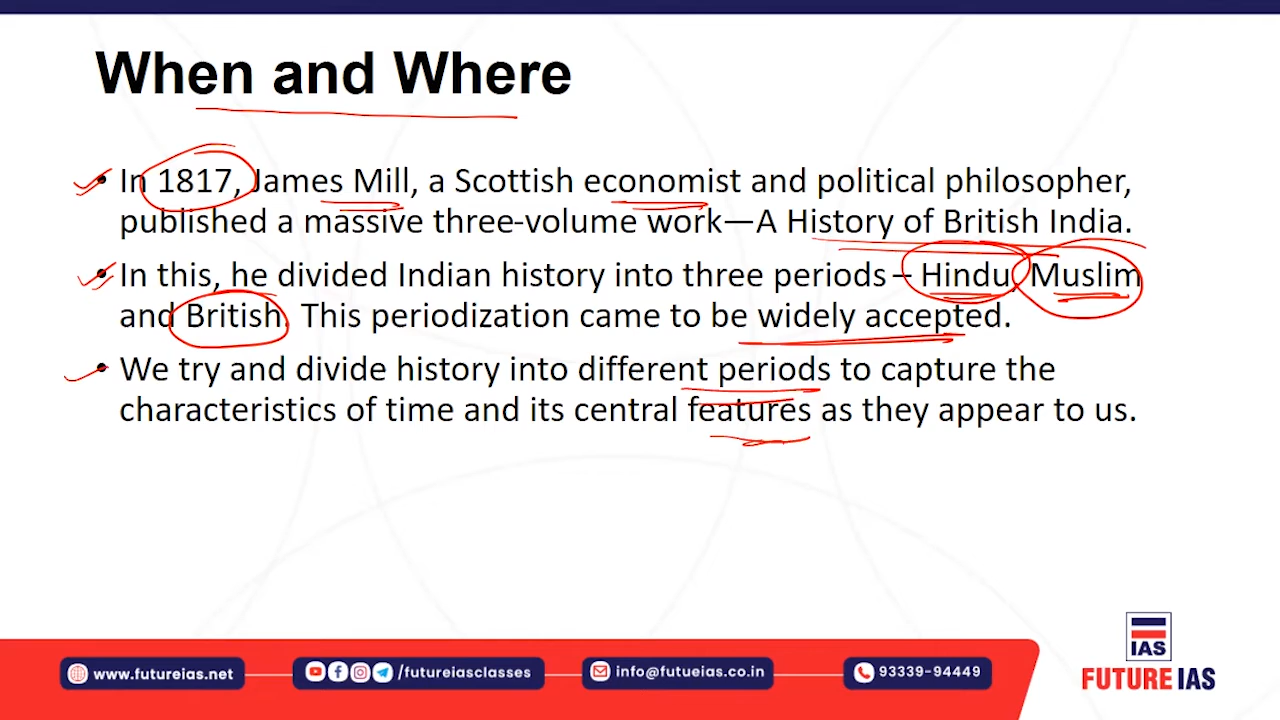 When and Where
• In 1817, James Mill, a Scottish economist and political philosopher,
published a massive three-volume work—A History of British India.
• In this, he divided Indian history into three periods – Hindu, Muslim
and British. This periodization came to be widely accepted.
• We try and divide history into different periods to capture the
characteristics of time and its central features as they appear to us.
IAS
www.futureias.net
/futureiasclasses
info@futueias.co.in
93339-94449
FUTURE IAS